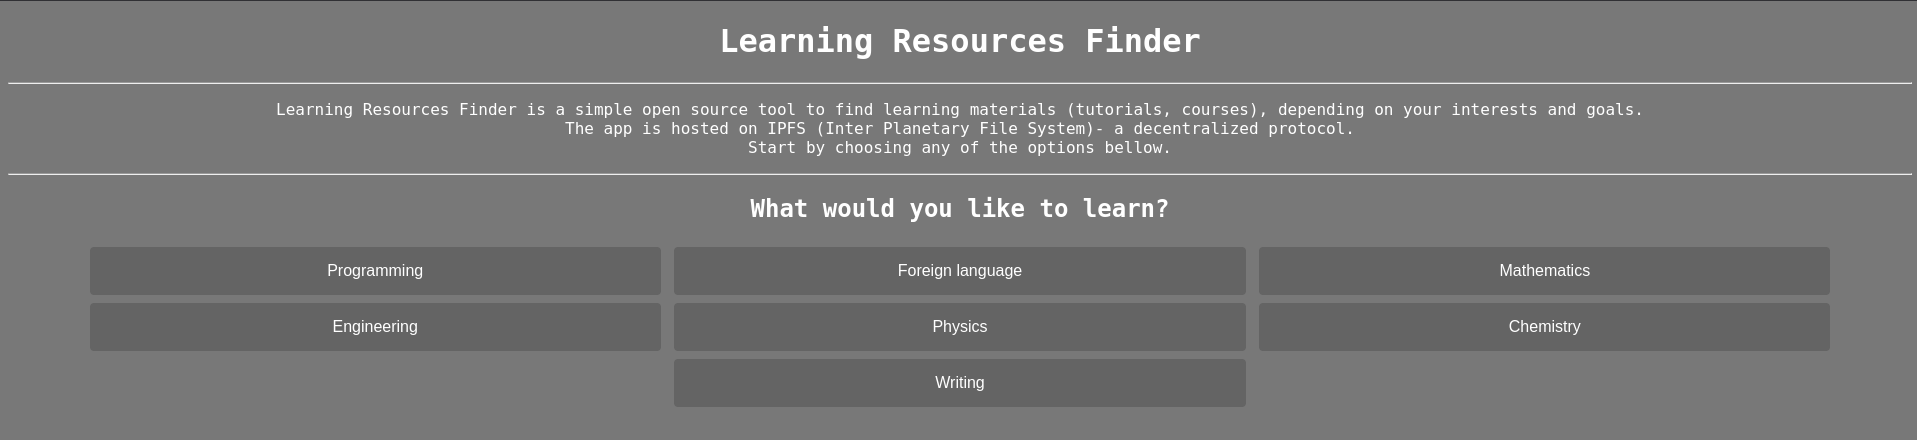 Learning Resources Finder
Learning Resources Finder is a simple open source tool to find learning materials (tutorials, courses), depending on your interests and goals.
The app is hosted on IPFS (Inter Planetary File System)- a decentralized protocol.
Start by choosing any of the options bellow.
What would you like to learn?
Programming
Foreign language
Mathematics
Engineering
Physics
Chemistry
Writing